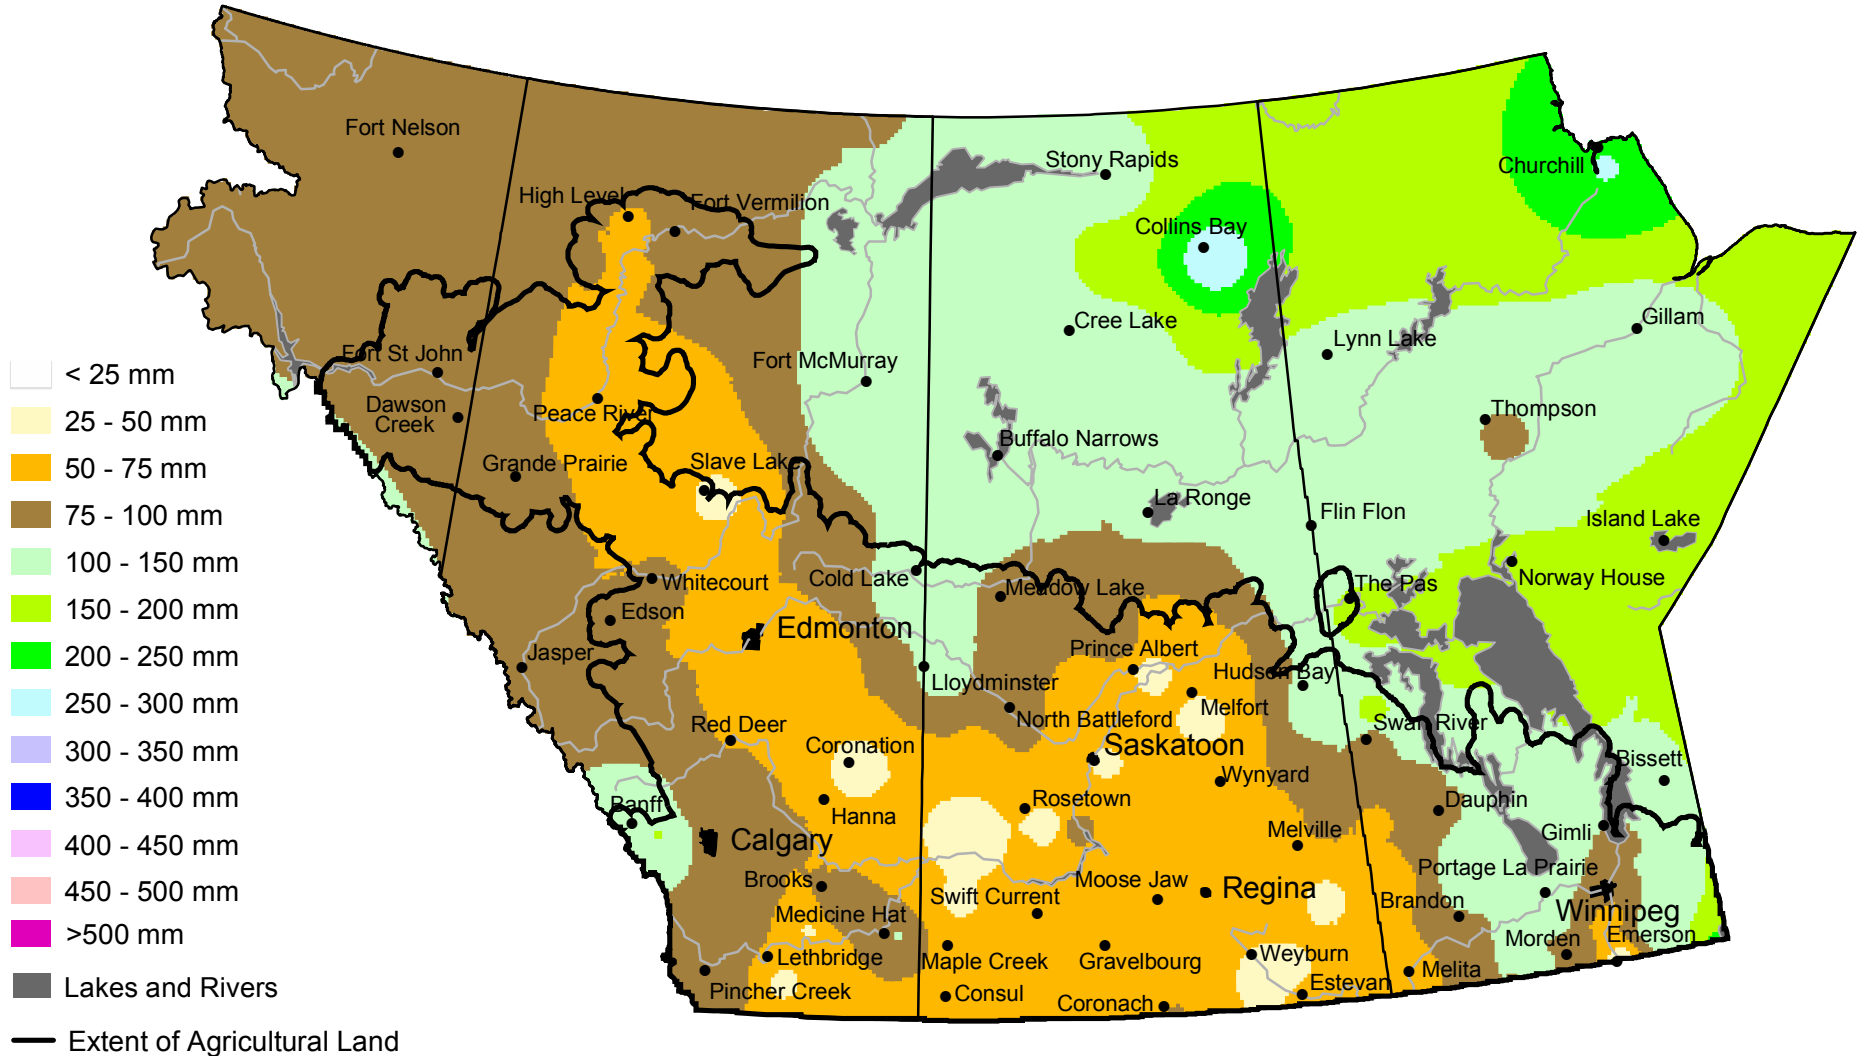 Fort Nelson
High Level
Fort Vermilion
Stony Rapids
Collins Bay
Churchill
Fort St John
Dawson
Creek
Peace River
Grande Prairie
Slave Lake
Fort McMurray
Cree Lake
Buffalo Narrows
La Ronge
Lynn Lake
Gillam
Thompson
Flin Flon
Island Lake
Norway House
The Pas
Whitecourt
Edson
Jasper
Edmonton
Cold Lake
Meadow Lake
Lloydminster
Prince Albert
Hudson Bay
Melfort
North Battleford
Saskatoon
Swan River
Bissett
Red Deer
Coronation
Hanna
Banff
Calgary
Rosetown
Wynyard
Dauphin
Melville
Gimli
Portage La Prairie
Brooks
Medicine Hat
Swift Current
Moose Jaw
Regina
Brandon
Winnipeg
Morden
Emerson
Lethbridge
Pincher Creek
Maple Creek
Gravelbourg
Weyburn
Consul
Coronach
Estevan
Melita
< 25 mm
25 - 50 mm
50 - 75 mm
75 - 100 mm
100 - 150 mm
150 - 200 mm
200 - 250 mm
250 - 300 mm
300 - 350 mm
350 - 400 mm
400 - 450 mm
450 - 500 mm
>500 mm
Lakes and Rivers
Extent of Agricultural Land